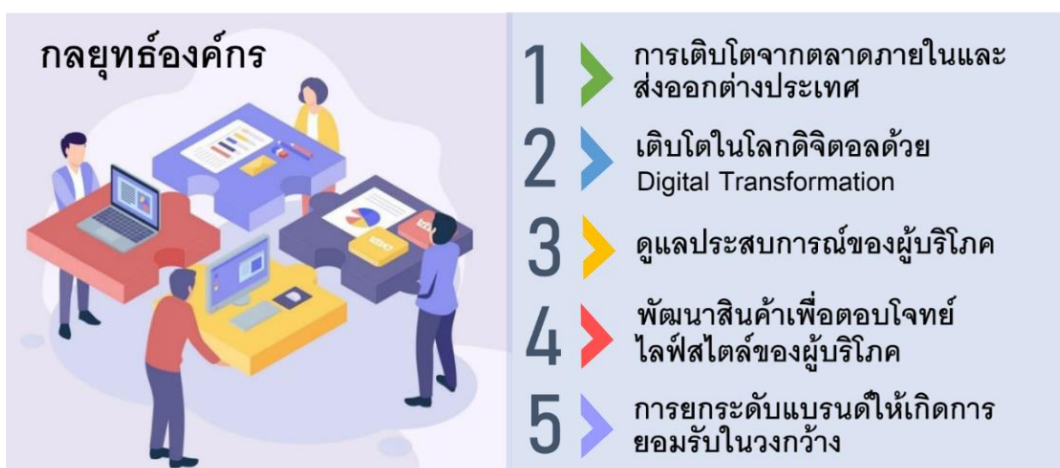 กลยุทธ์องค์กร
1
การเติบโตจากตลาดภายในและ
ส่งออกต่างประเทศ
2
เติบโตในโลกดิจิตอลด้วย
Digital Transformation
3
ดูแลประสบการณ์ของผู้บริโภค
4
พัฒนาสินค้าเพื่อตอบโจทย์
ไลฟ์สไตล์ของผู้บริโภค
5
การยกระดับแบรนด์ให้เกิดการ
ยอมรับในวงกว้าง